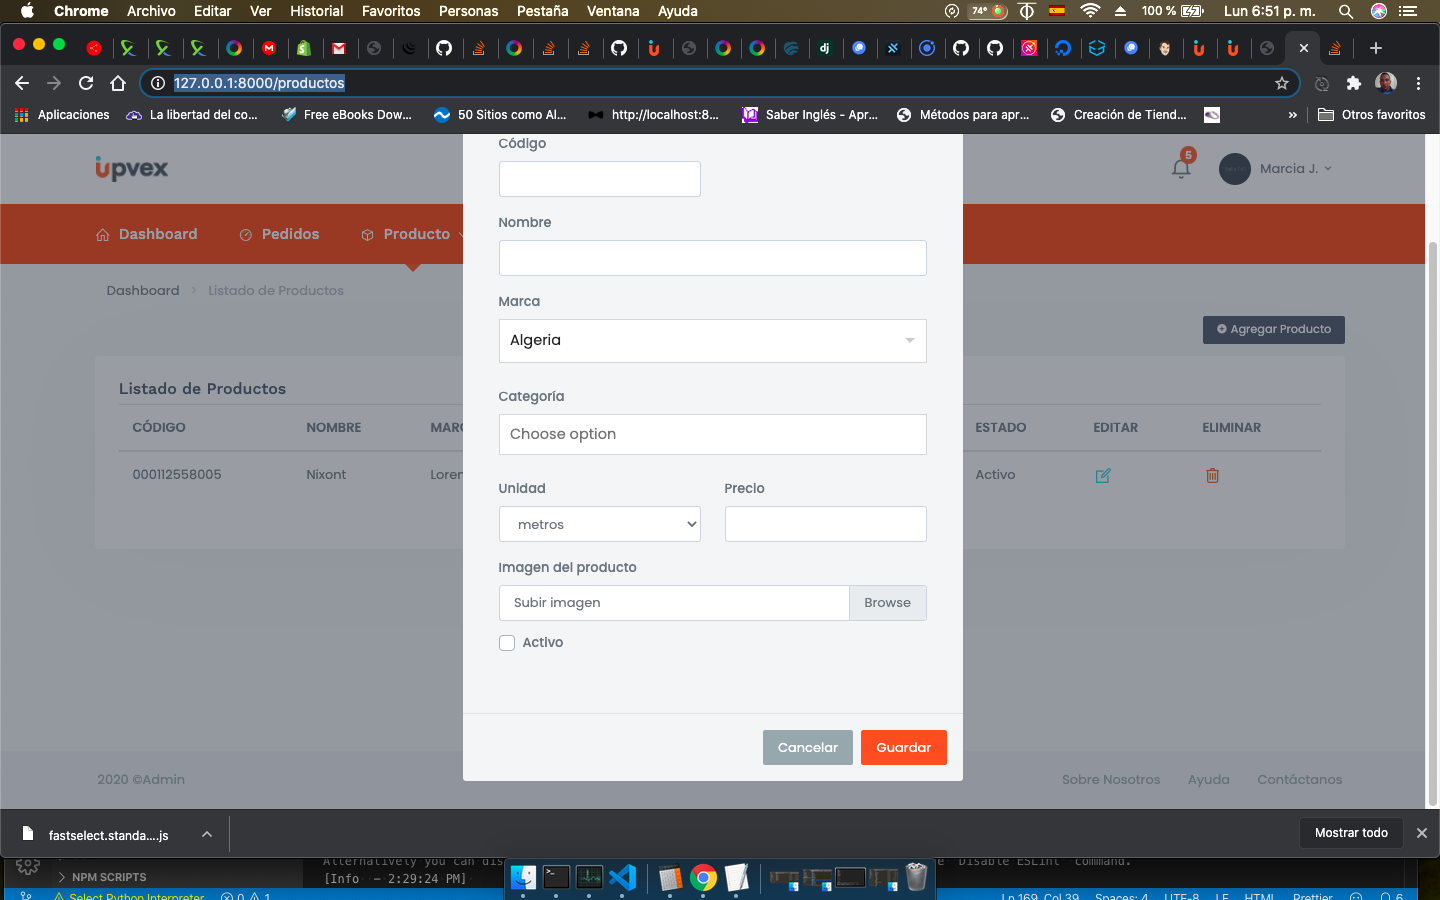 Chrome Archivo Editar Ver Historial Favoritos Personas Pestaña Ventana Ayuda 74° 100 % Lun 6:51 p. m.
127.0.0.1:8000/productos
Aplicaciones La libertad del co... Free eBooks Dow... 50 Sitios como Al... http://localhost:8... Saber Inglés - Apr... Métodos para apr... Creación de Tiend... » Otros favoritos
upvex 5 Marcia J.
Dashboard Pedidos Producto
Dashboard > Listado de Productos
Agregar Producto
Listado de Productos
CÓDIGO NOMBRE MARC ESTADO EDITAR ELIMINAR
000112558005 Nixont Loren Activo
Código
Nombre
Marca
Algeria
Categoría
Choose option
Unidad Precio
metros
Imagen del producto
Subir imagen Browse
Activo
Cancelar Guardar
2020 ©Admin Sobre Nosotros Ayuda Contáctanos
fastselect.standa....js Mostrar todo
Alternatively you can dis 'Disable ESLint' command.
NPM SCRIPTS [Info - 2:29:24 PM]
Select Python Interpreter 0 1 Ln 169, Col 39 Spaces: 4 UTF-8 LF HTML Prettier 6